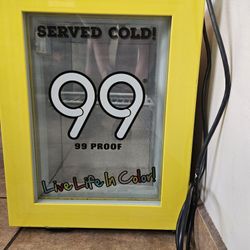 SERVED COLD!
99
99 PROOF
Live Life In Color!